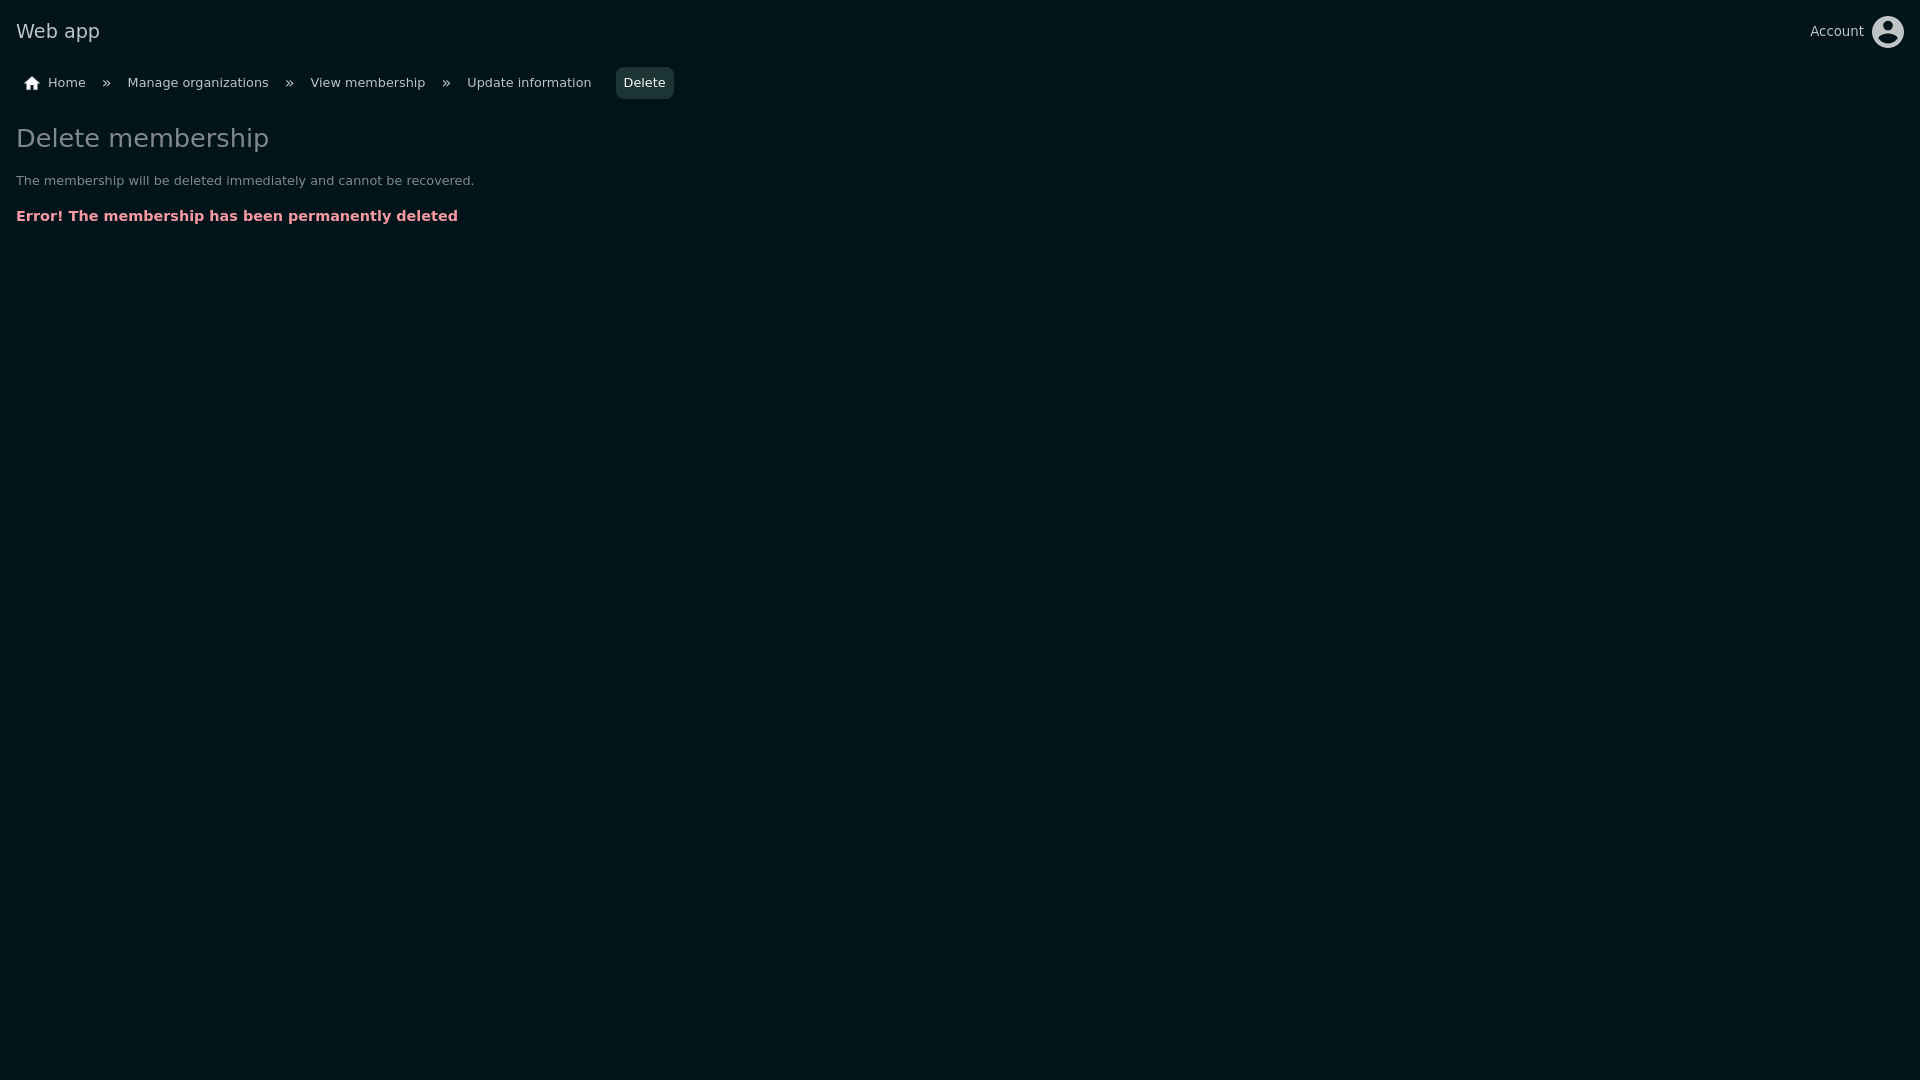 Web app
Account
Home » Manage organizations » View membership » Update information Delete
Delete membership
The membership will be deleted immediately and cannot be recovered.
Error! The membership has been permanently deleted